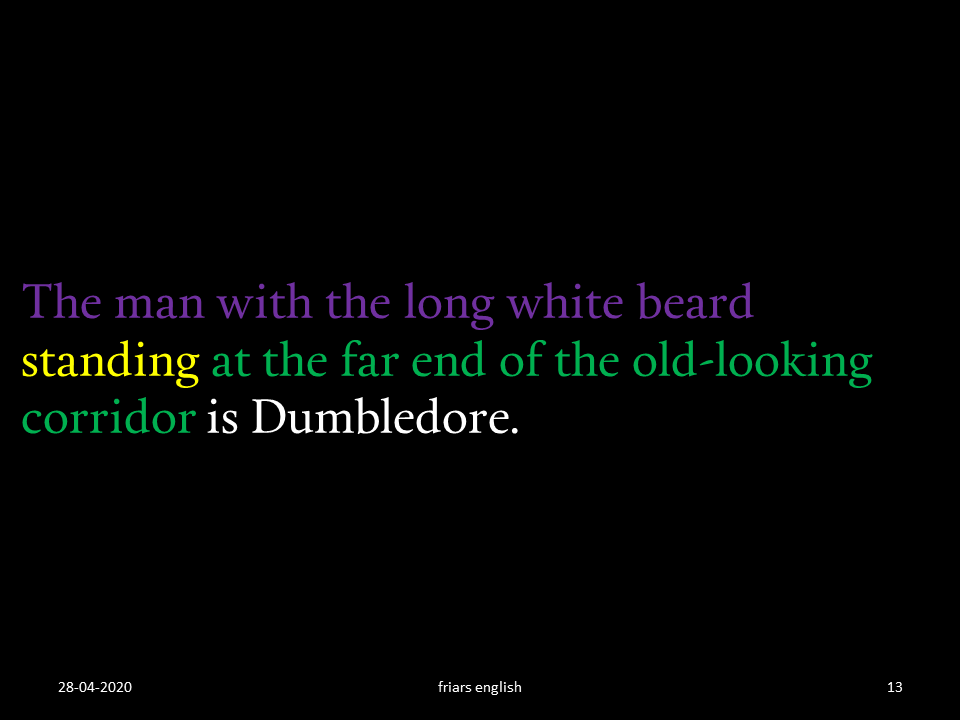 The man with the long white beard
standing at the far end of the old-looking
corridor is Dumbledore.
28-04-2020 friars english 13